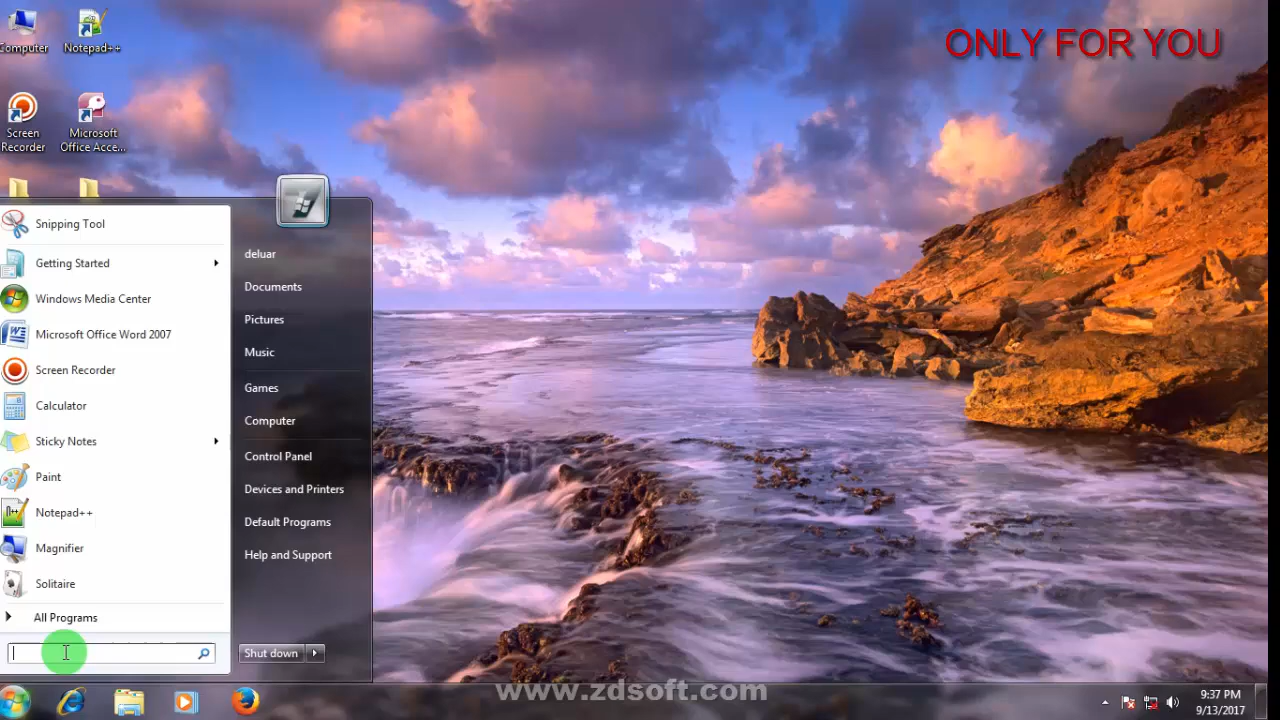 Computer
Notepad++
ONLY FOR YOU
Screen
Recorder
Microsoft
Office Acce...
Snipping Tool
Getting Started
Windows Media Center
Microsoft Office Word 2007
Screen Recorder
Calculator
Sticky Notes
Paint
Notepad++
Magnifier
Solitaire
All Programs
deluar
Documents
Pictures
Music
Games
Computer
Control Panel
Devices and Printers
Default Programs
Help and Support
Shut down
www.zdsoft.com
9:37 PM
9/13/2017